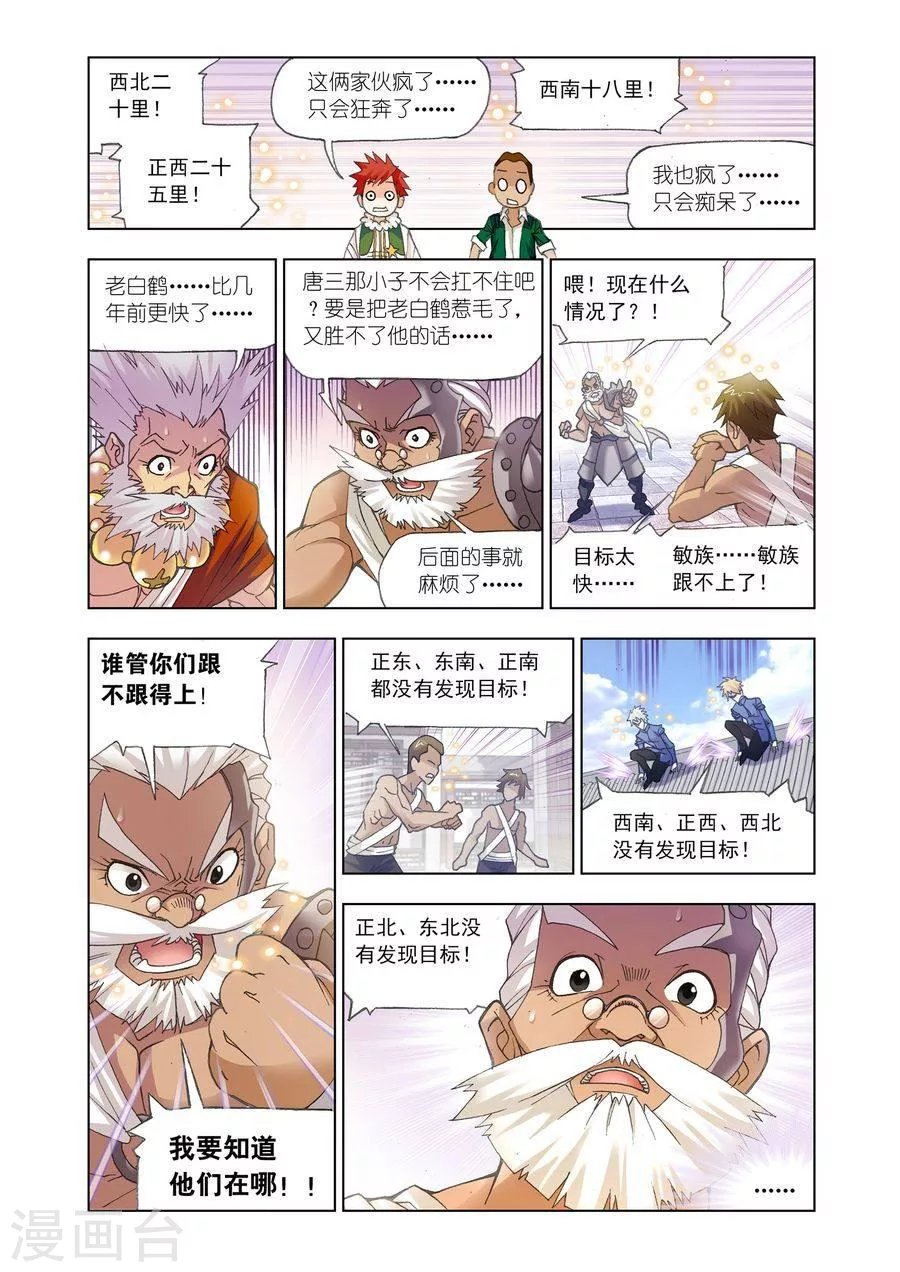 西北二
十里！
正西二十
五里！
这俩家伙疯了……
只会狂奔了……
西南十八里！
我也疯了……
只会痴呆了……
老白鹤……比几
年前更快了……
唐三那小子不会扛不住吧
？要是把老白鹤惹毛了，
又胜不了他的话……
后面的事就
麻烦了……
喂！现在什么
情况了？！
目标太
快……
敏族……敏族
跟不上了！
谁管你们跟
不跟得上！
我要知道
他们在哪！！
正东、东南、正南
都没有发现目标！
西南、正西、西北
没有发现目标！
正北、东北没
有发现目标！
……
漫画台